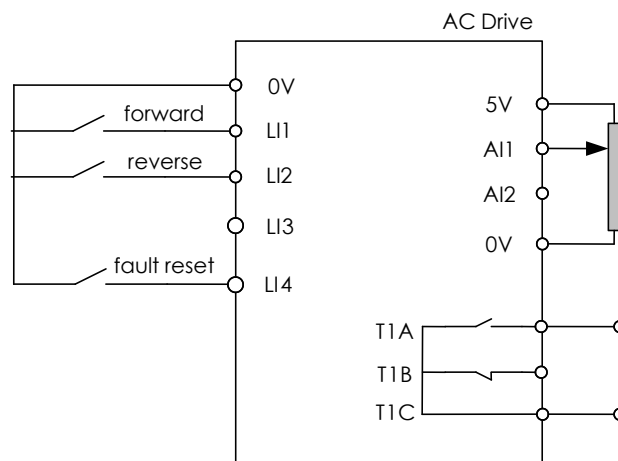 AC Drive
0V
forward
LI1
reverse
LI2
LI3
fault reset
LI4
5V
AI1
AI2
0V
T1A
T1B
T1C